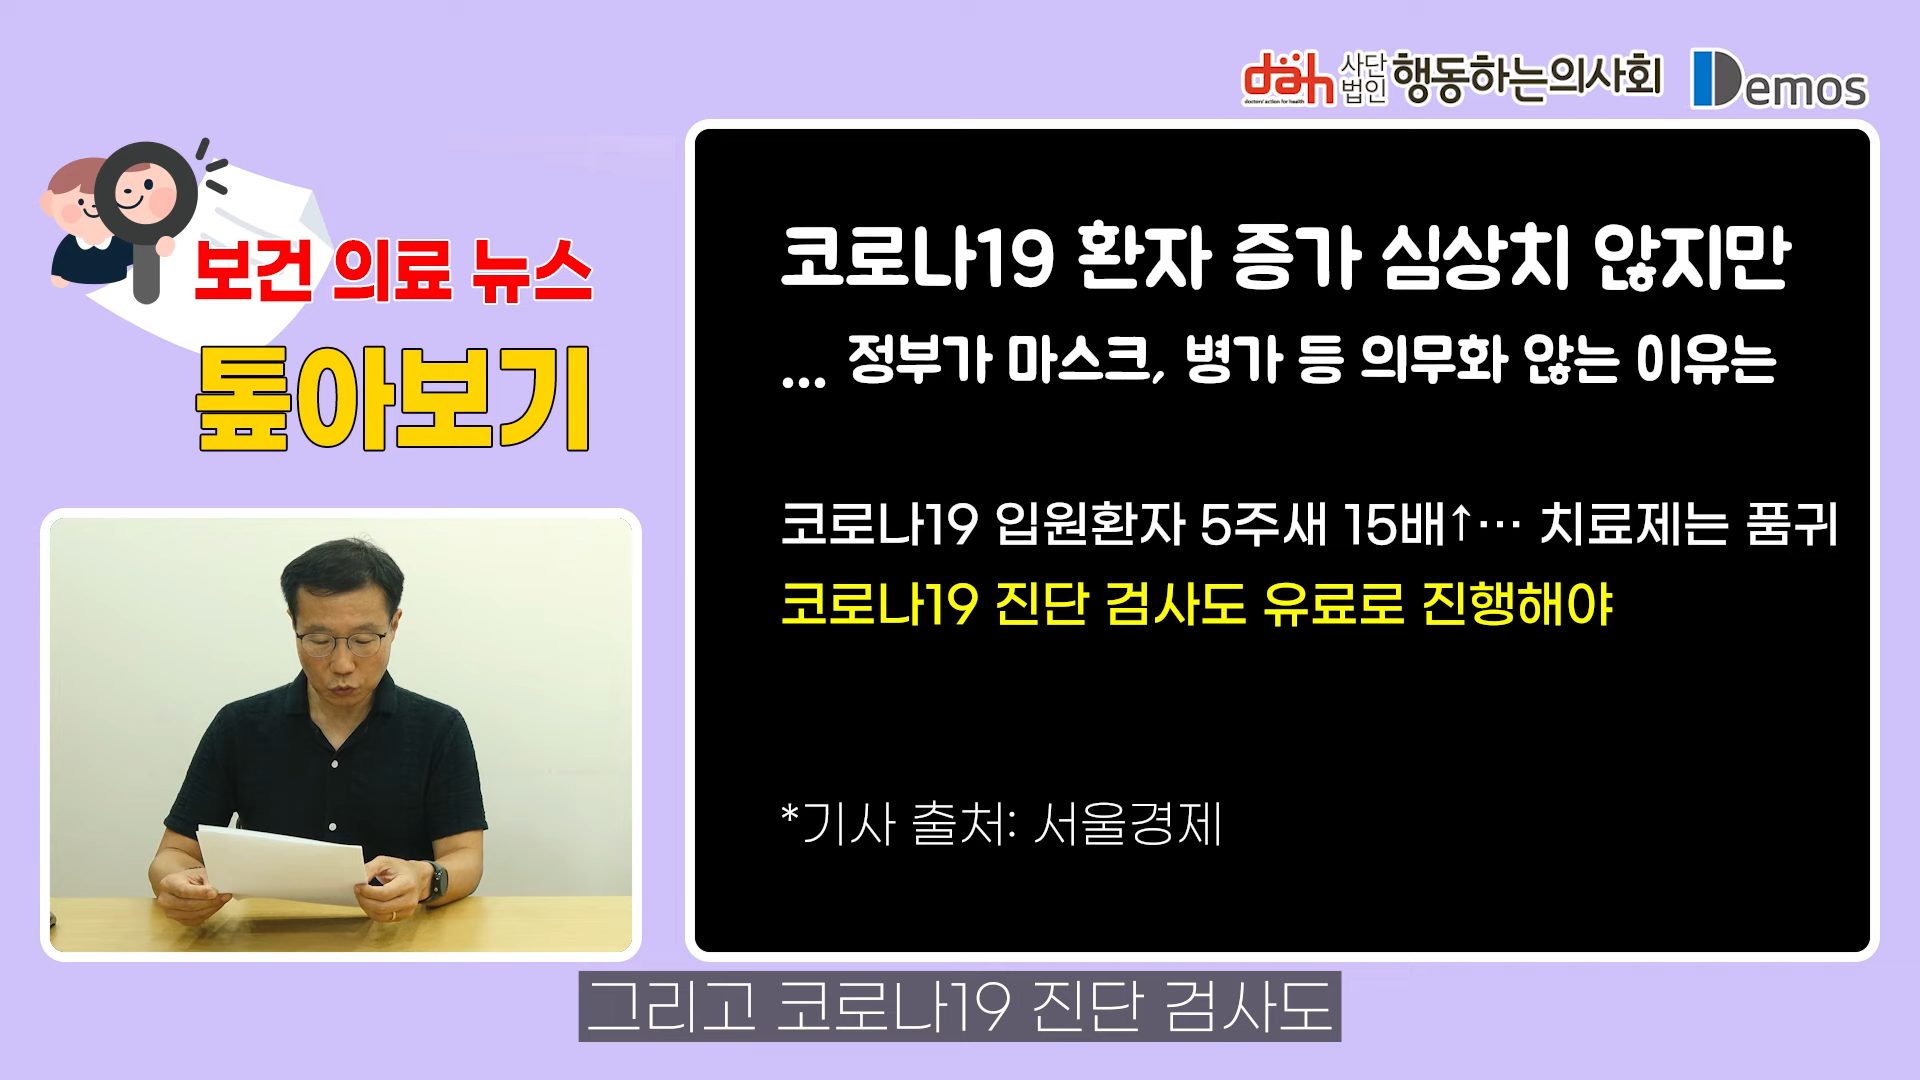 däh 사단법인 행동하는의사회 Demos
doctors' action for health
보건 의료 뉴스
톺아보기
코로나19 환자 증가 심상치 않지만
... 정부가 마스크, 병가 등 의무화 않는 이유는
코로나19 입원환자 5주새 15배↑… 치료제는 품귀
코로나19 진단 검사도 유료로 진행해야
*기사 출처: 서울경제
그리고 코로나19 진단 검사도